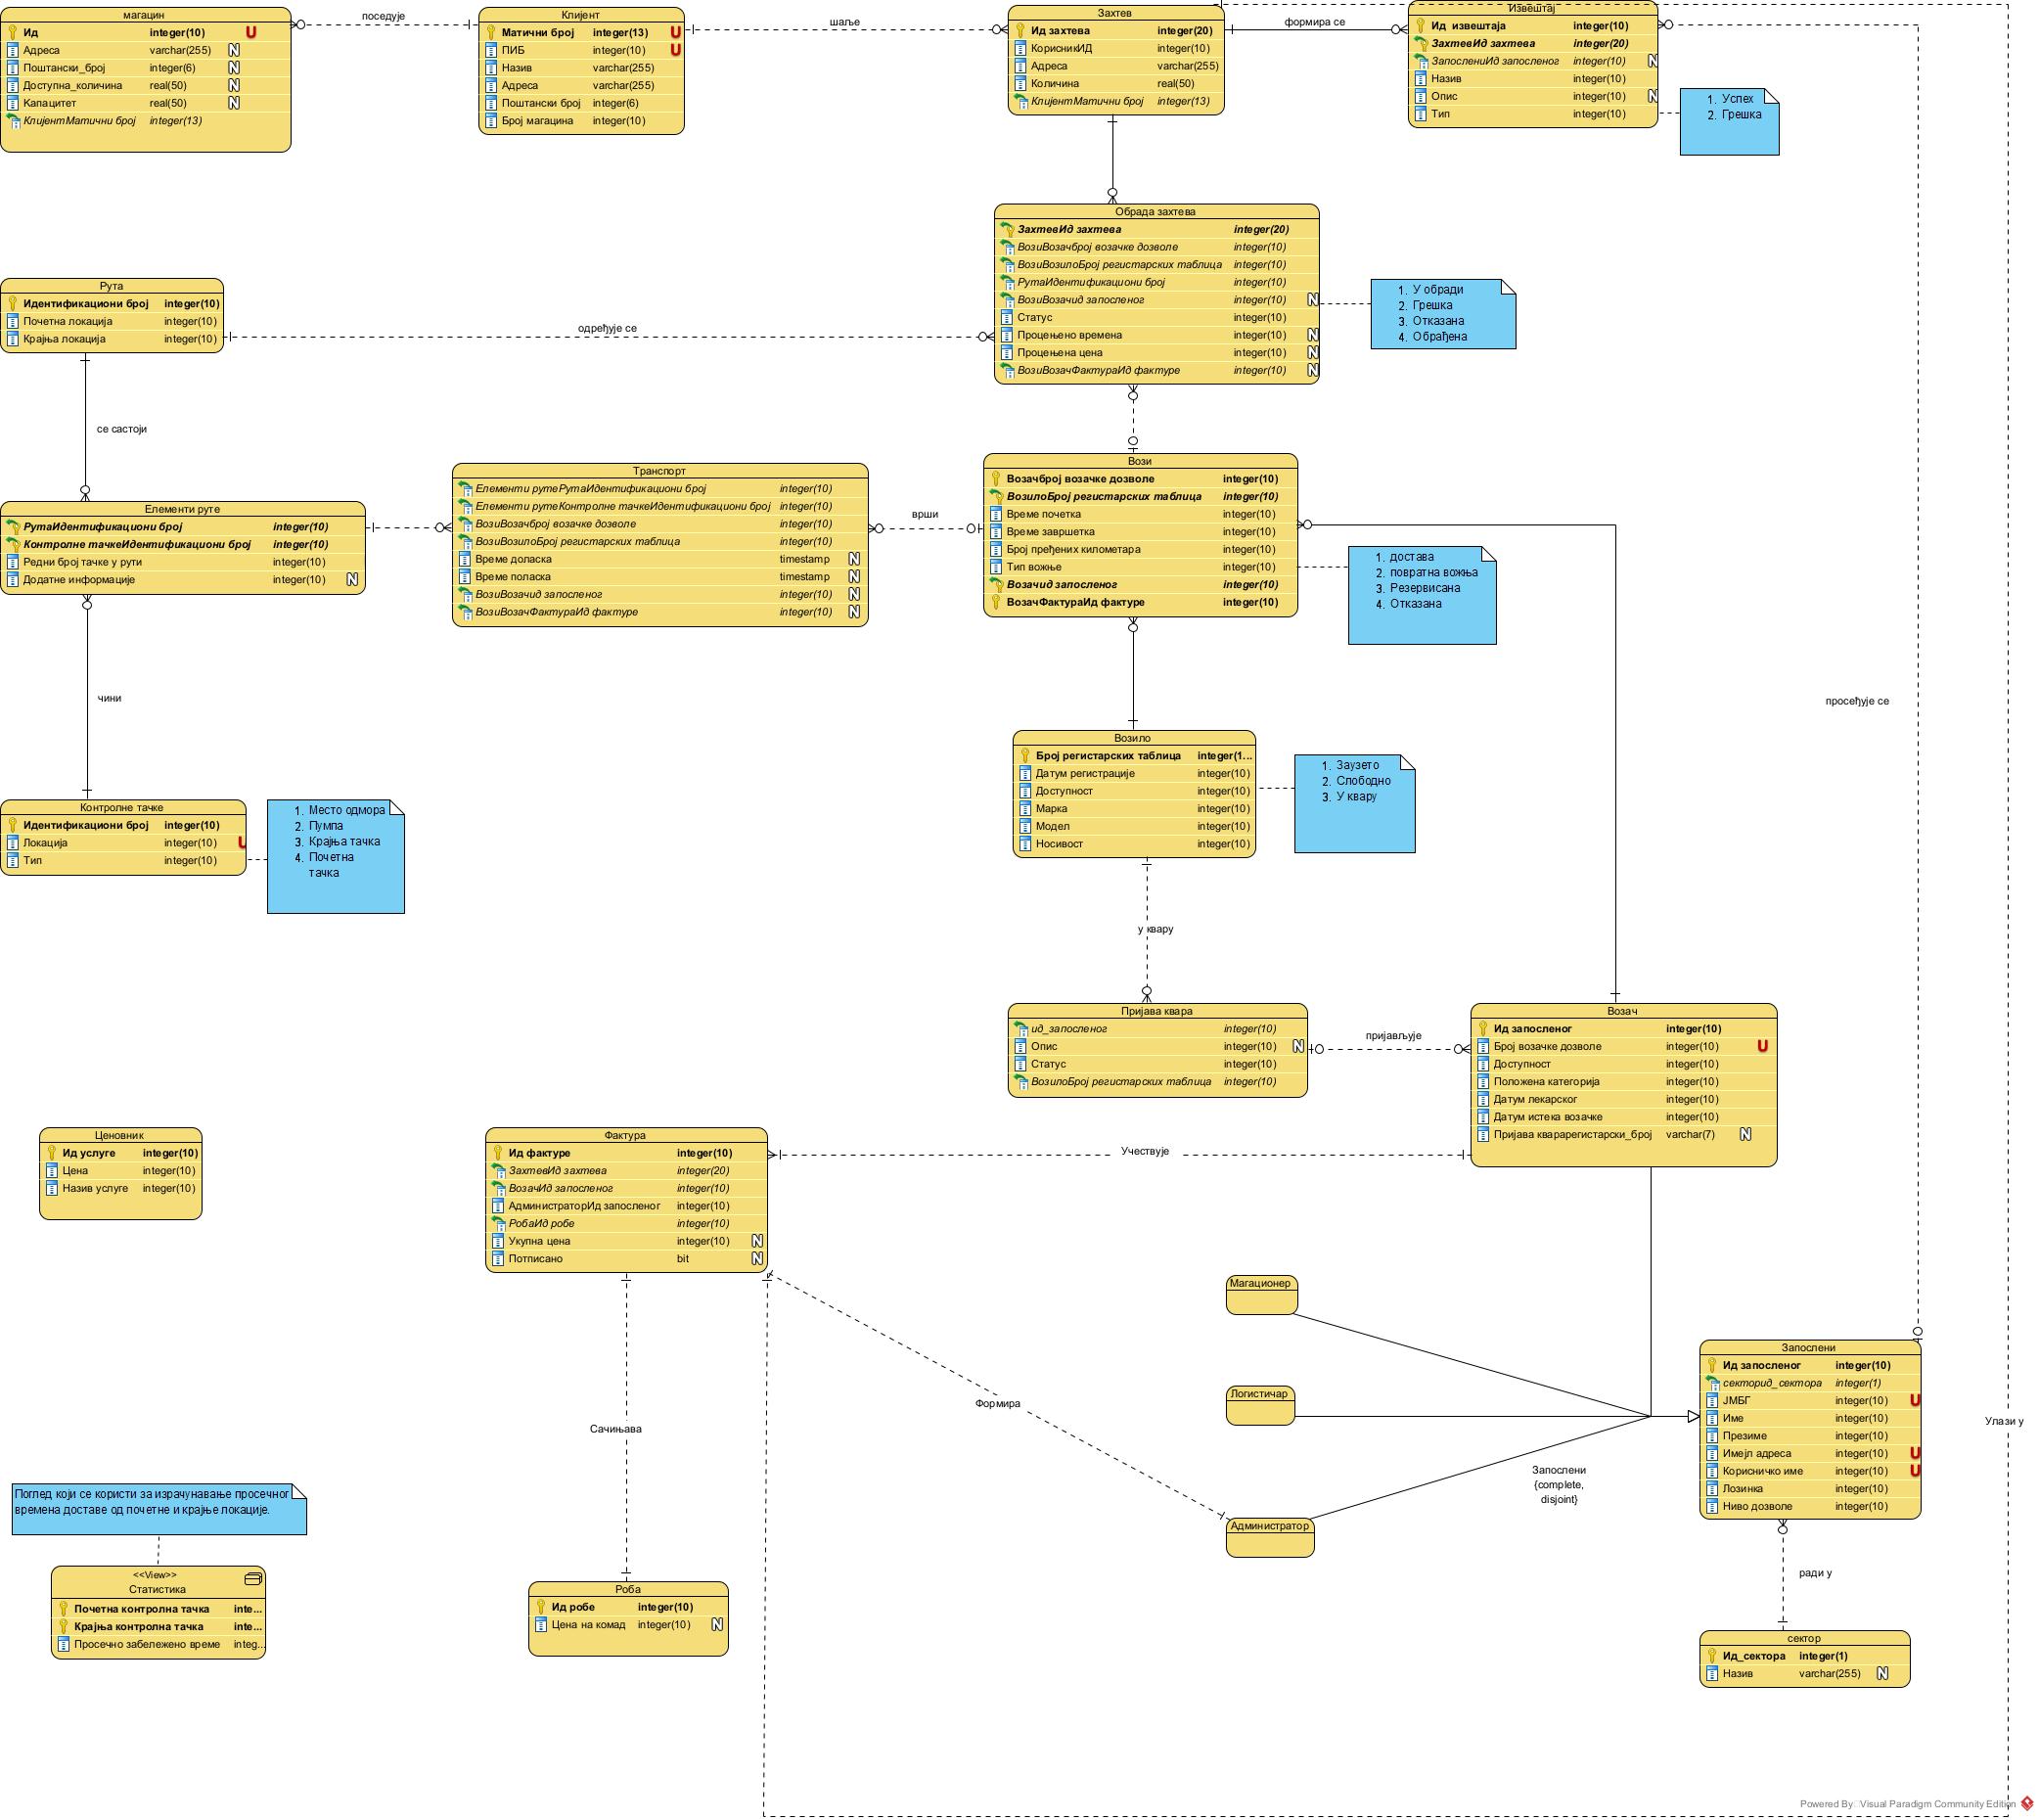 магацин
Ид integer(10) U
Адреса varchar(255) N
Поштански_број integer(6) N
Доступна_количина real(50) N
Капацитет real(50) N
КлијентМатични број integer(13)
поседује
Клијент
Матични број integer(13) U
ПИБ integer(10) U
Назив varchar(255)
Адреса varchar(255)
Поштански број integer(6)
Број магацина integer(10)
шаље
Захтев
Ид захтева integer(20)
КорисникИД integer(10)
Адреса varchar(255)
Количина real(50)
КлијентМатични број integer(13)
формира се
Извештај
Ид извештаја integer(10)
ЗахтевИд захтева integer(20)
ЗапослениИд запосленог integer(10) N
Назив integer(10)
Опис integer(10) N
Тип integer(10)
1. Успех
2. Грешка
Обрада захтева
ЗахтевИд захтева integer(20)
ВозиВозачброј возачке дозволе integer(10)
ВозиВозилоБрој регистарских таблица integer(10)
РутаИдентификациони број integer(10)
ВозиВозачид запосленог integer(10) N
Статус integer(10)
Процењено времена integer(10) N
Процењена цена integer(10) N
ВозиВозачФактураИд фактуре integer(10) N
1. У обради
2. Грешка
3. Отказана
4. Обрађена
Рута
Идентификациони број integer(10)
Почетна локација integer(10)
Крајња локација integer(10)
одређује се
се састоји
Елементи руте
РутаИдентификациони број integer(10)
Контролне тачкеИдентификациони број integer(10)
Редни број тачке у рути integer(10)
Додатне информације integer(10) N
Транспорт
Елементи рутеРутаИдентификациони број integer(10)
Елементи рутеКонтролне тачкеИдентификациони број integer(10)
ВозиВозачброј возачке дозволе integer(10)
ВозиВозилоБрој регистарских таблица integer(10)
Време доласка timestamp N
Време поласка timestamp N
ВозиВозачид запосленог integer(10) N
ВозиВозачФактураИд фактуре integer(10) N
врши
Вози
Возачброј возачке дозволе integer(10)
ВозилоБрој регистарских таблица integer(10)
Време почетка integer(10)
Време завршетка integer(10)
Број пређених километара integer(10)
Тип вожње integer(10)
Возачид запосленог integer(10)
ВозачФактураИд фактуре integer(10)
1. достава
2. повратна вожња
3. Резервисана
4. Отказана
просеђује се
чини
Контролне тачке
Идентификациони број integer(10)
Локација integer(10) U
Тип integer(10)
1. Место одмора
2. Пумпа
3. Крајња тачка
4. Почетна
тачка
Возило
Број регистарских таблица integer(1...
Датум регистрације integer(10)
Доступност integer(10)
Марка integer(10)
Модел integer(10)
Носивост integer(10)
1. Заузето
2. Слободно
3. У квару
у квару
Пријава квара
ид_запосленог integer(10)
Опис integer(10) N
Статус integer(10)
ВозилоБрој регистарских таблица integer(10)
пријављује
Возач
Ид запосленог integer(10)
Број возачке дозволе integer(10) U
Доступност integer(10)
Положена категорија integer(10)
Датум лекарског integer(10)
Датум истека возачке integer(10)
Пријаваквaрарегистарски_број varchar(7) N
Ценовник
Ид услуге integer(10)
Цена integer(10)
Назив услуге integer(10)
Фактура
Ид фактуре integer(10)
ЗахтевИд захтева integer(20)
ВозачИд запосленог integer(10)
АдминистраторИд запосленог integer(10)
РобаИд робе integer(10)
Укупна цена integer(10) N
Потписано bit N
Учествује
Магационер
Логистичар
Администратор
Формира
Сачињава
Запослени
{complete,
disjoint}
Запослени
Ид запосленог integer(10)
секторид_сектора integer(1)
ЈМБГ integer(10) U
Име integer(10)
Презиме integer(10)
Имејл адреса integer(10) U
Корисничко име integer(10) U
Лозинка integer(10)
Ниво дозволе integer(10)
Улази у
ради у
сектор
Ид_сектора integer(1)
Назив varchar(255) N
Поглед који се користи за израчунавање просечног
времена доставе од почетне и крајње локације.
<<View>>
Статистика
Почетна контролна тачка inte...
Крајња контролна тачка inte...
Просечно забележено време integ...
Роба
Ид робе integer(10)
Цена на комад integer(10) N
Powered By Visual Paradigm Community Edition